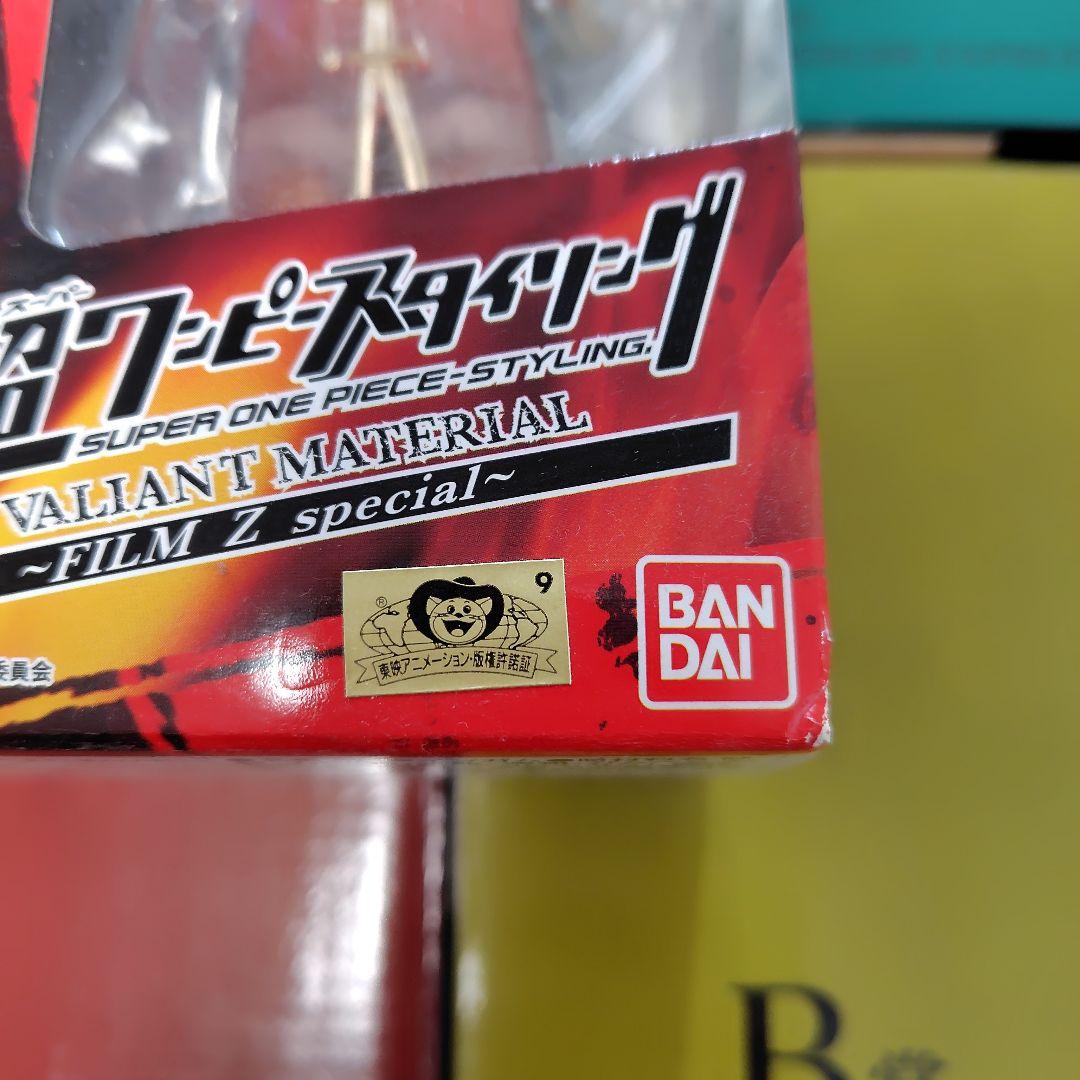 スーパー
超ワンピースタイリング
SUPER ONE PIECE-STYLING.
VALIANT MATERIAL
~FILM Z special~
9
®
東映アニメーション・版権許諾証
BAN
DAI
委員会
B